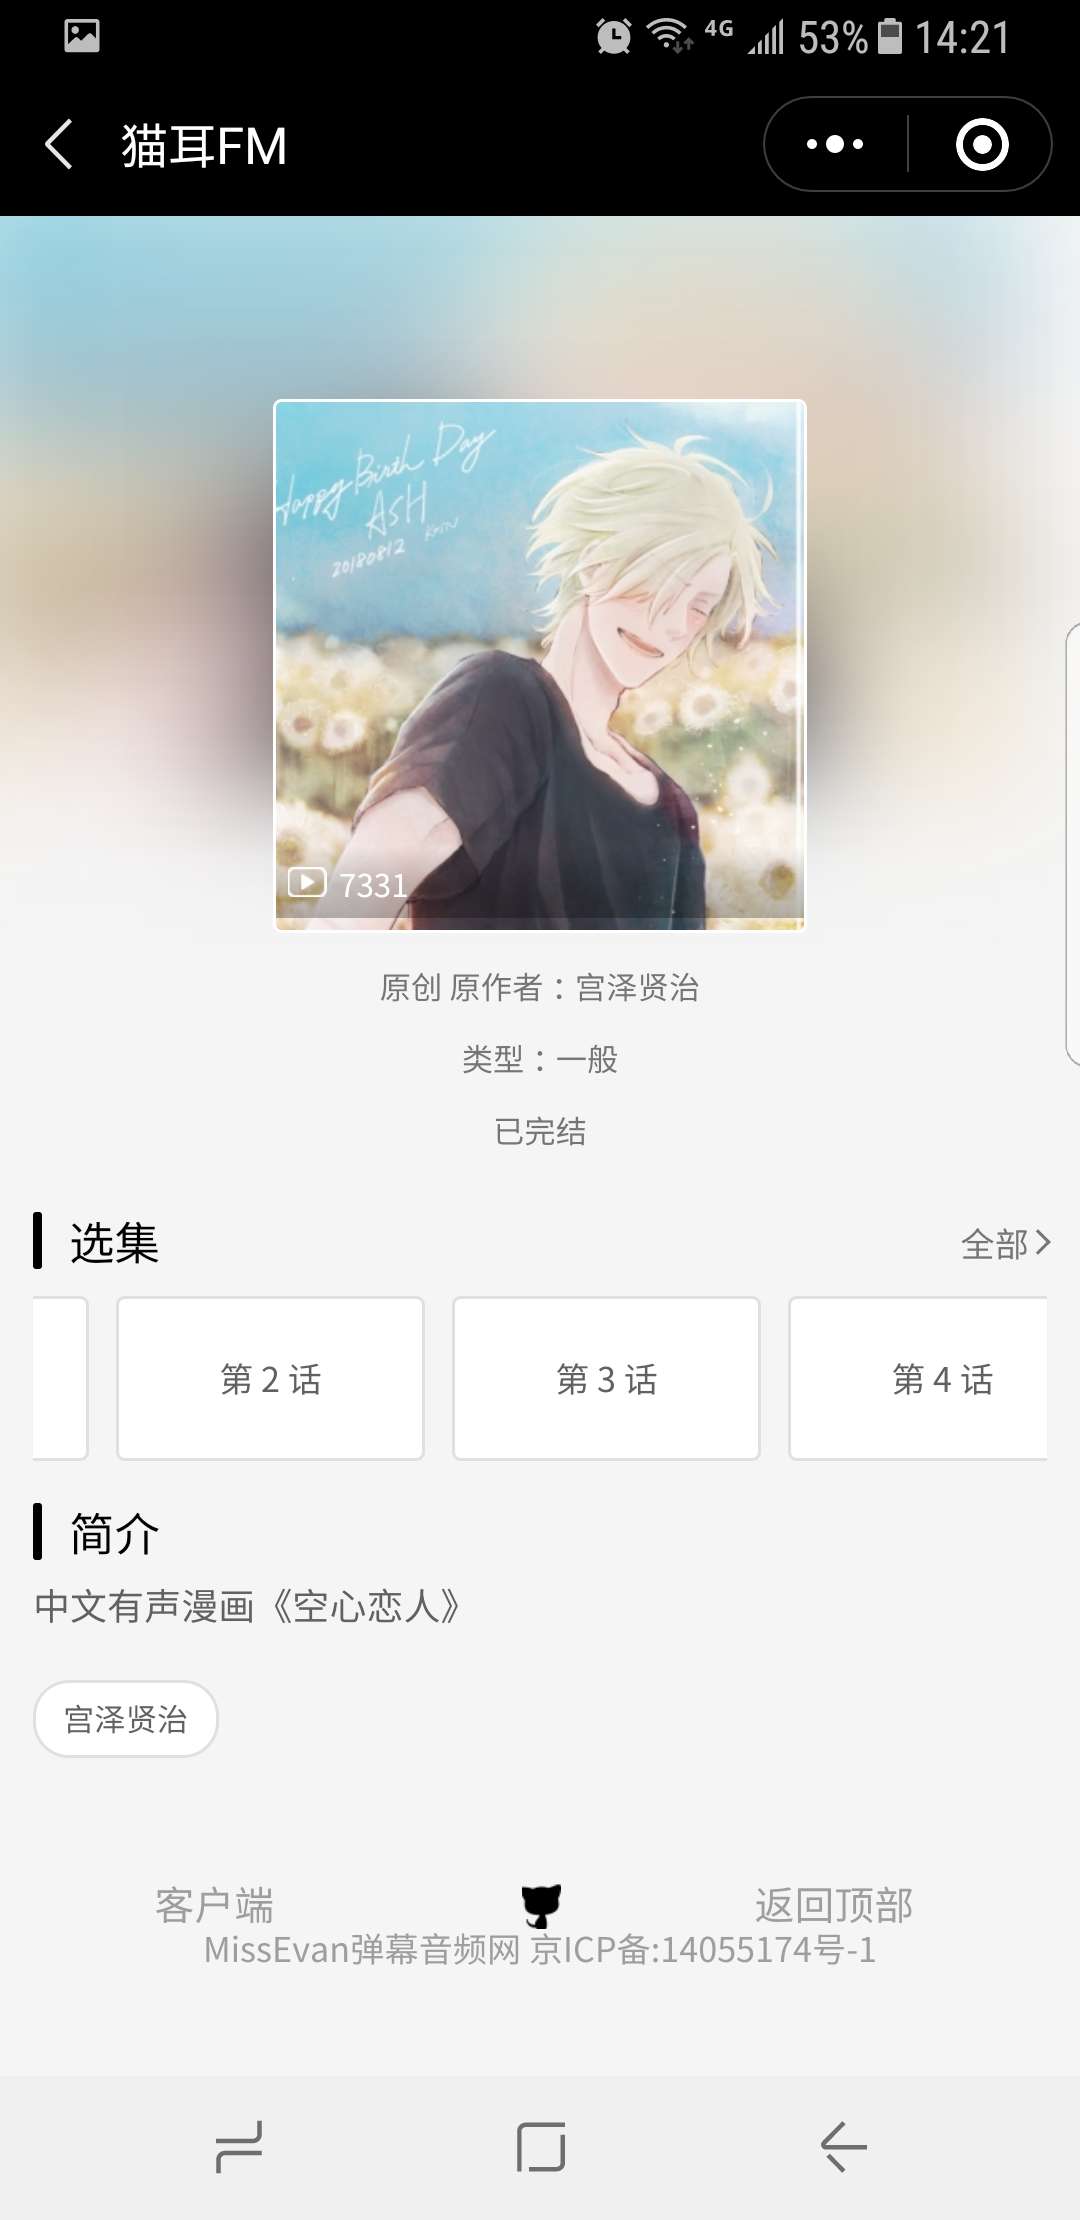 4G 53% 14:21
猫耳FM
Happy Birth Day
ASH
20180812
7331
原创 原作者：宫泽贤治
类型：一般
已完结
选集
全部
第 2 话
第 3 话
第 4 话
简介
中文有声漫画《空心恋人》
宫泽贤治
客户端
返回顶部
MissEvan弹幕音频网 京ICP备:14055174号-1